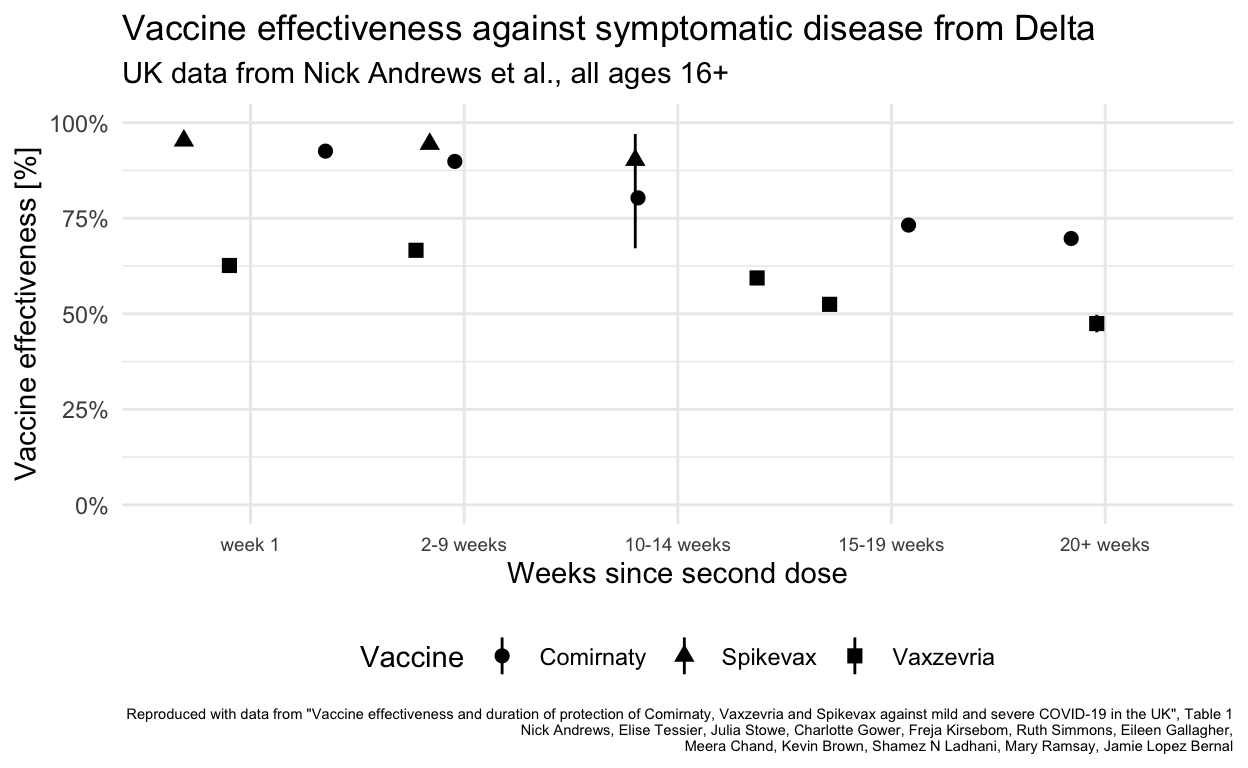 Vaccine effectiveness against symptomatic disease from Delta
UK data from Nick Andrews et al., all ages 16+
Vaccine effectiveness [%]
100%
75%
50%
25%
0%
week 1
2-9 weeks
10-14 weeks
15-19 weeks
20+ weeks
Weeks since second dose
Vaccine
Comirnaty
Spikevax
Vaxzevria
Reproduced with data from "Vaccine effectiveness and duration of protection of Comirnaty, Vaxzevria and Spikevax against mild and severe COVID-19 in the UK", Table 1
Nick Andrews, Elise Tessier, Julia Stowe, Charlotte Gower, Freja Kirsebom, Ruth Simmons, Eileen Gallagher,
Meera Chand, Kevin Brown, Shamez N Ladhani, Mary Ramsay, Jamie Lopez Bernal